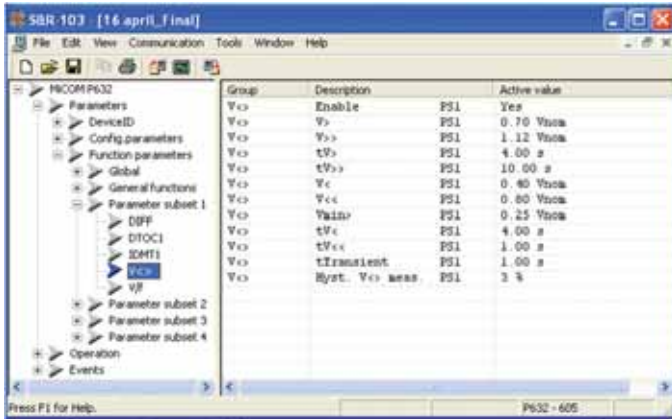 S&R-103 - [16 april_final]
File Edit View Communication Tools Window Help
MiCOM P632
Parameters
DeviceID
Config.parameters
Function parameters
Global
General functions
Parameter subset 1
DIFF
DTOC1
IDMT1
V<>
V/F
Parameter subset 2
Parameter subset 3
Parameter subset 4
Operation
Events
Group Description Active value
V<> Enable PS1 Yes
V<> V> PS1 0.70 Vnom
V<> V>> PS1 1.12 Vnom
V<> tV> PS1 4.00 s
V<> tV>> PS1 10.00 s
V<> V< PS1 0.40 Vnom
V<> V<< PS1 0.80 Vnom
V<> Vmin> PS1 0.25 Vnom
V<> tV< PS1 4.00 s
V<> tV<< PS1 1.00 s
V<> tTransient PS1 1.00 s
V<> Hyst. V<> meas. PS1 3 %
Press F1 for Help.
P632 - 605